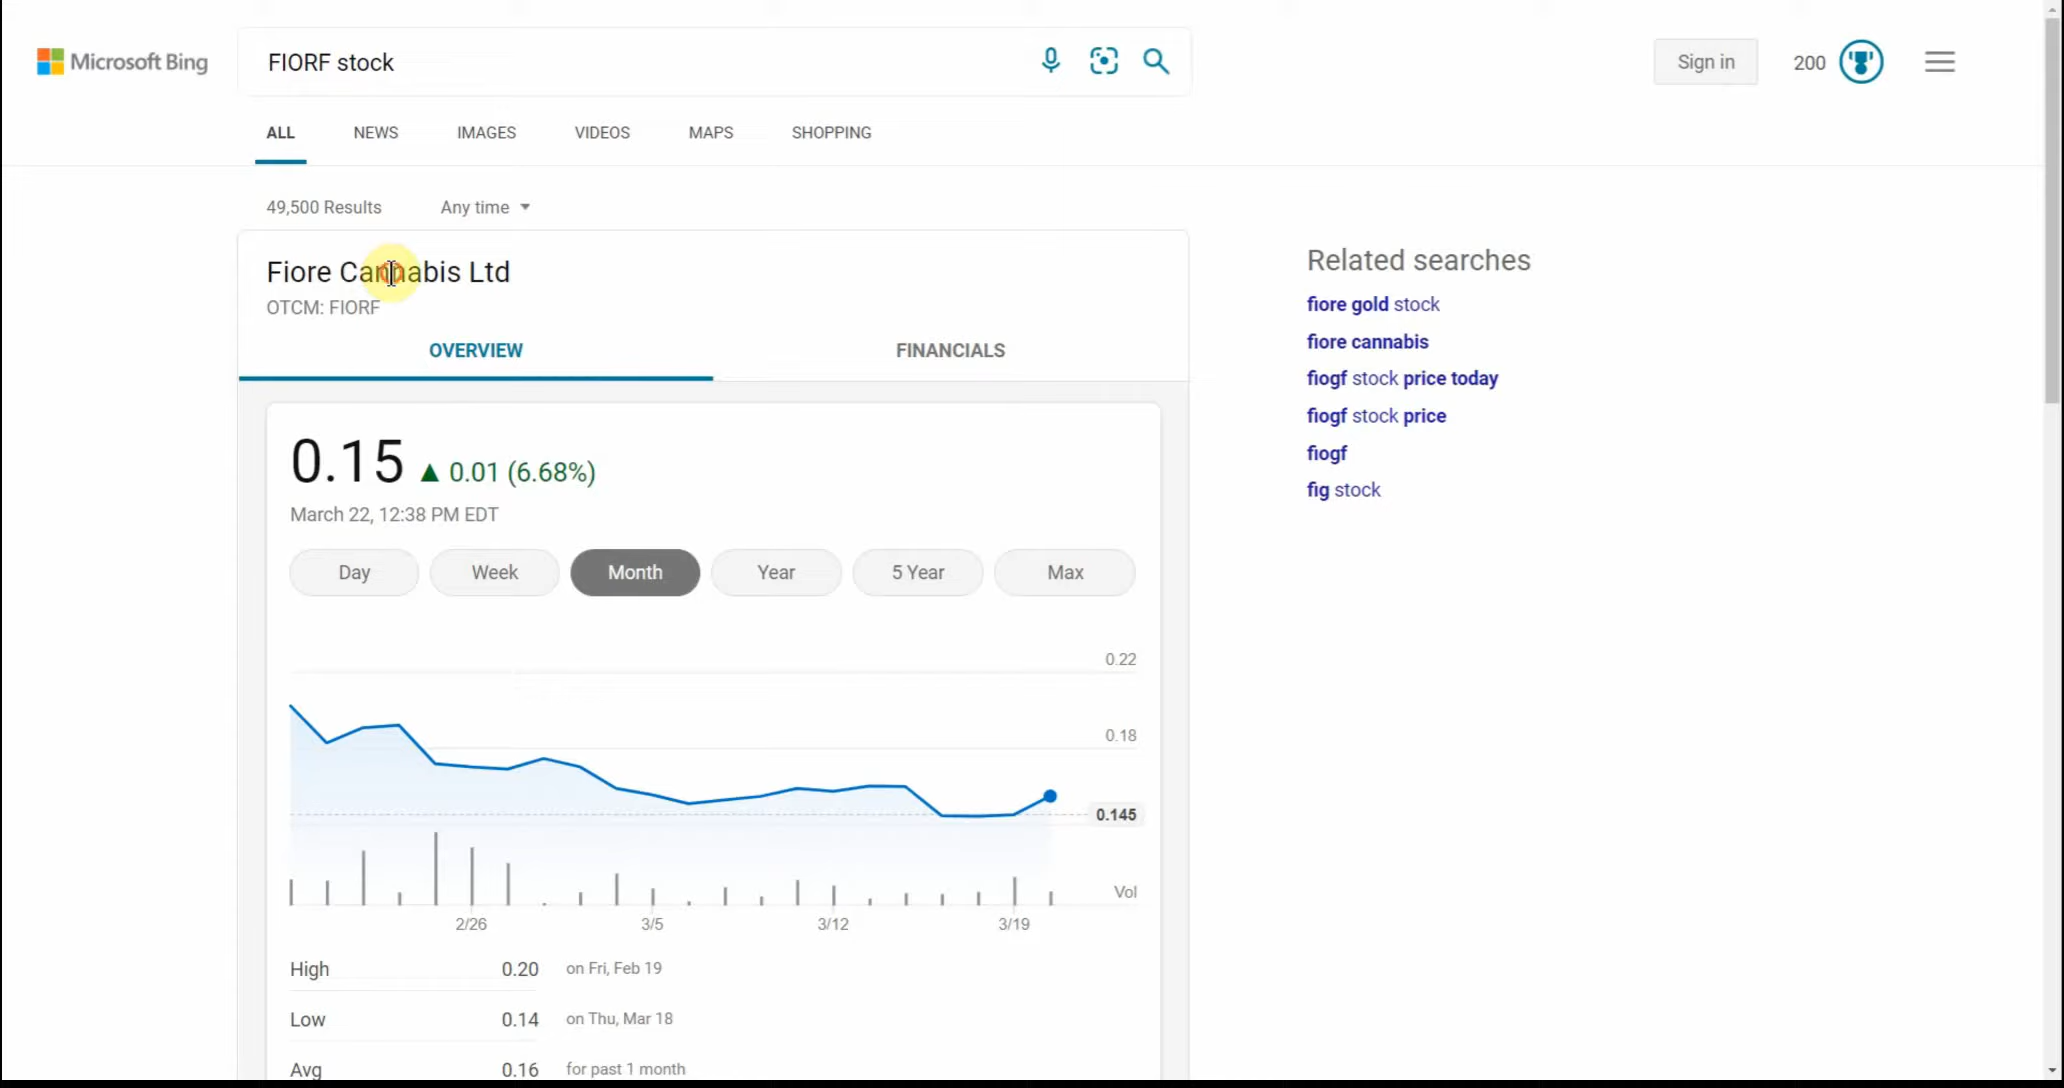 Microsoft Bing
FIORF stock
Sign in
200
ALL NEWS IMAGES VIDEOS MAPS SHOPPING
49,500 Results Any time
Fiore Cannabis Ltd
OTCM: FIORF
OVERVIEW FINANCIALS
0.15 ▲ 0.01 (6.68%)
March 22, 12:38 PM EDT
Day Week Month Year 5 Year Max
0.22
0.18
0.145
Vol
2/26 3/5 3/12 3/19
High 0.20 on Fri, Feb 19
Low 0.14 on Thu, Mar 18
Avg 0.16 for past 1 month
Related searches
fiore gold stock
fiore cannabis
fiogf stock price today
fiogf stock price
fiogf
fig stock